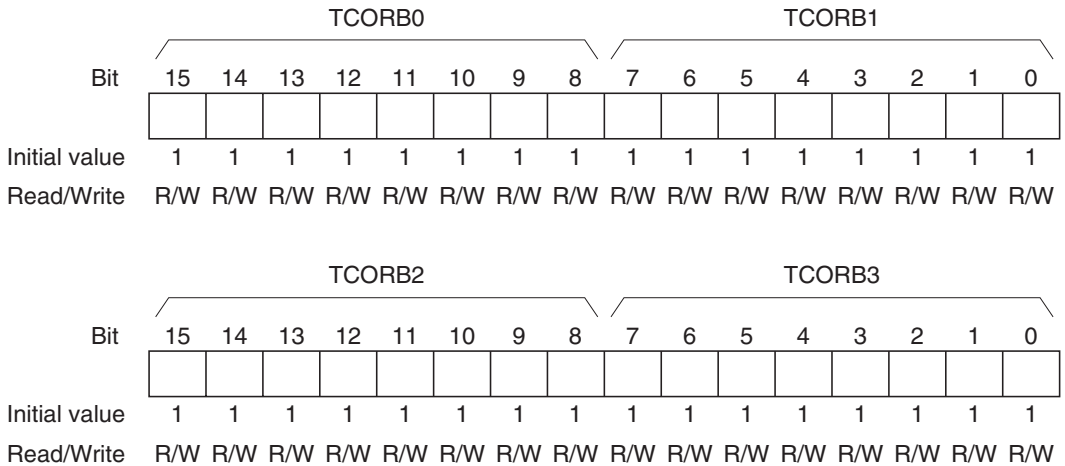 TCORB0 TCORB1
Bit 15 14 13 12 11 10 9 8 7 6 5 4 3 2 1 0
Initial value 1 1 1 1 1 1 1 1 1 1 1 1 1 1 1 1
Read/Write R/W R/W R/W R/W R/W R/W R/W R/W R/W R/W R/W R/W R/W R/W R/W R/W
TCORB2 TCORB3
Bit 15 14 13 12 11 10 9 8 7 6 5 4 3 2 1 0
Initial value 1 1 1 1 1 1 1 1 1 1 1 1 1 1 1 1
Read/Write R/W R/W R/W R/W R/W R/W R/W R/W R/W R/W R/W R/W R/W R/W R/W R/W